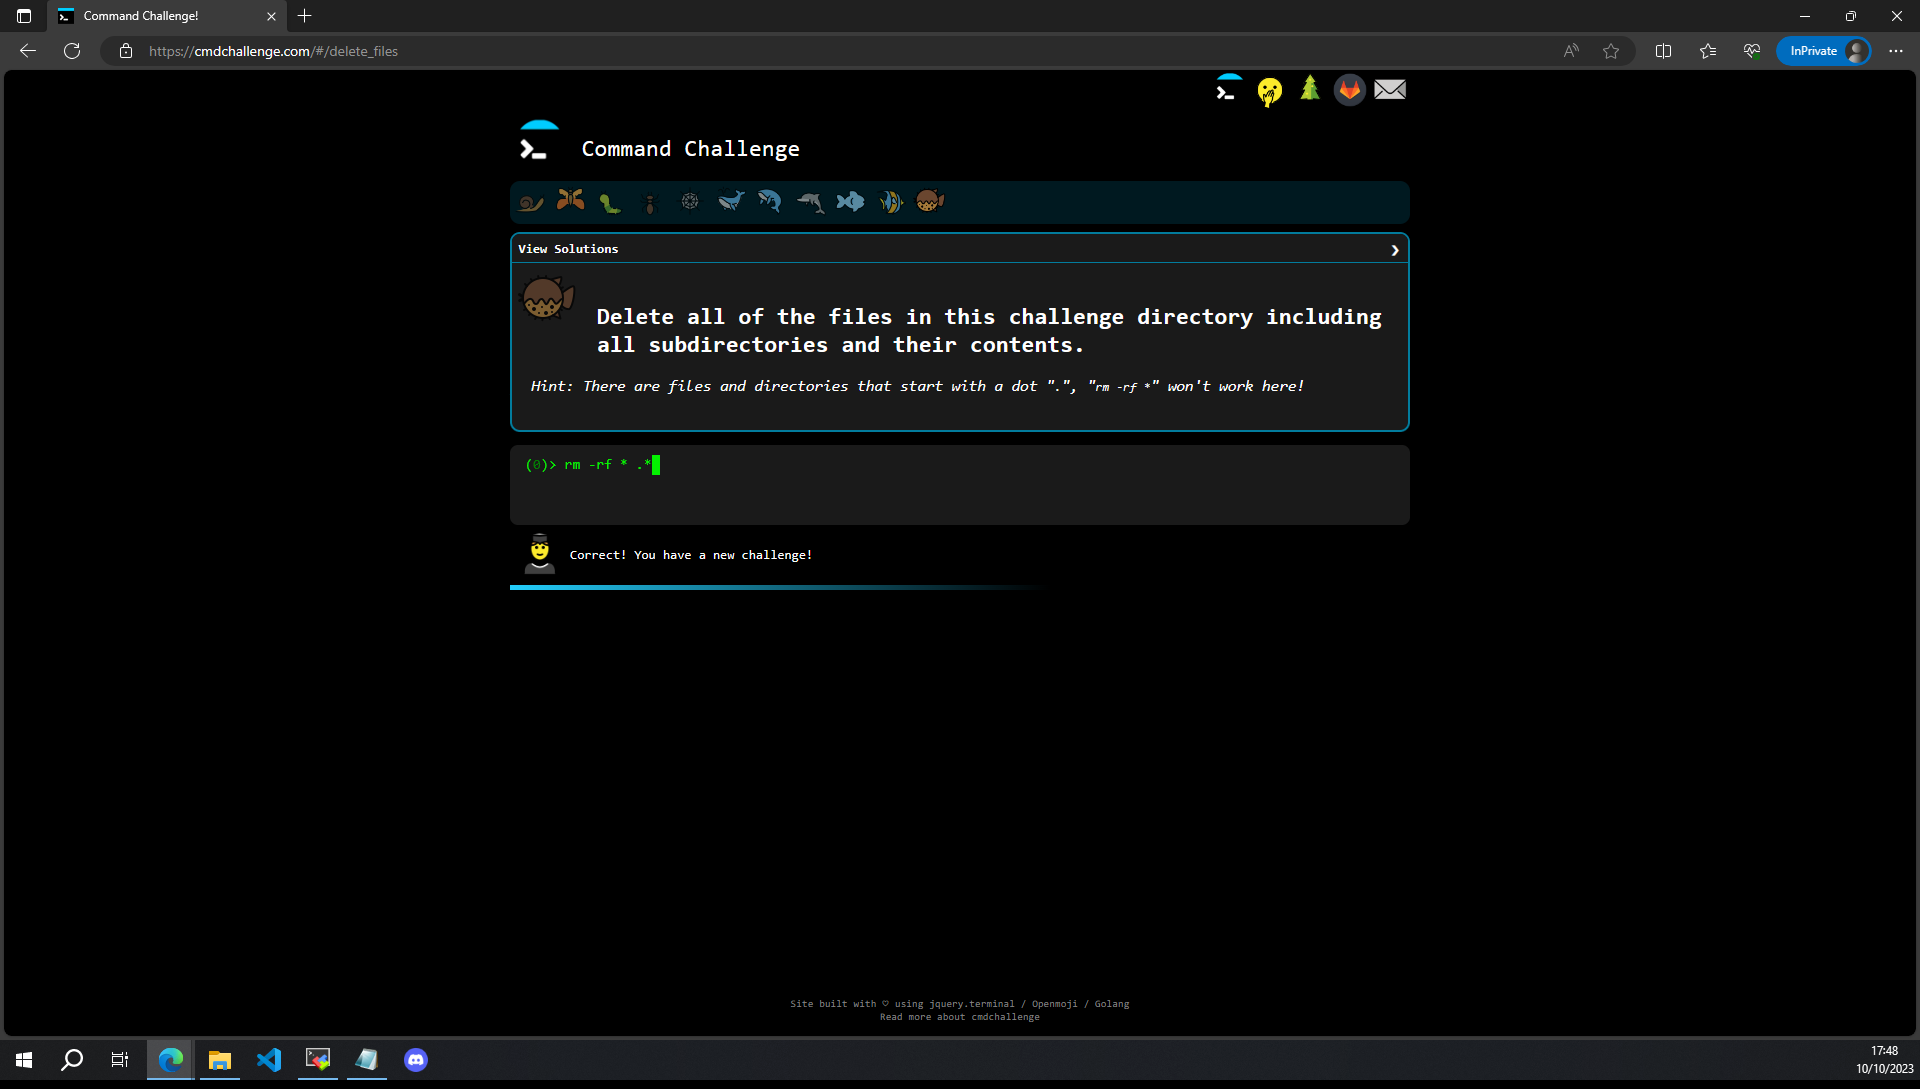 Command Challenge!
https://cmdchallenge.com/#/delete_files
InPrivate
Command Challenge
View Solutions
Delete all of the files in this challenge directory including
all subdirectories and their contents.
Hint: There are files and directories that start with a dot ".", "rm -rf *" won't work here!
(0)> rm -rf * .*
Correct! You have a new challenge!
Site built with ♡ using jquery.terminal / Openmoji / Golang
Read more about cmdchallenge
17:48
10/10/2023